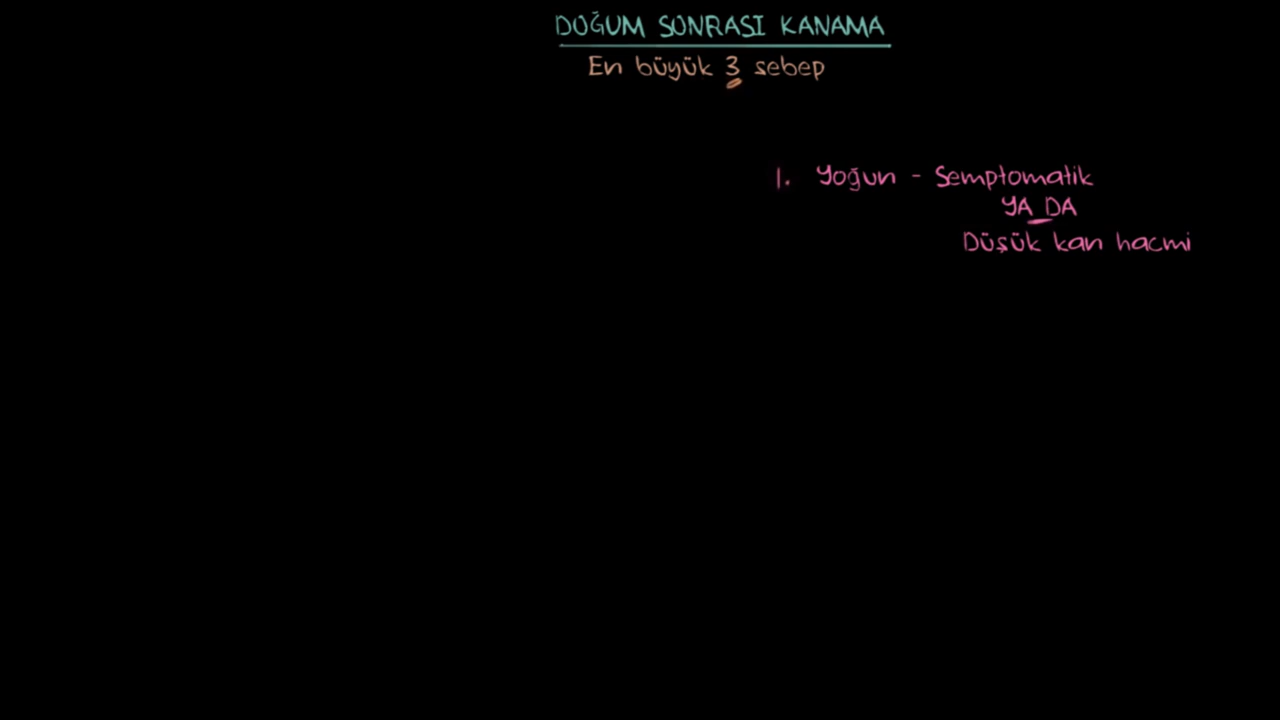 DOĞUM SONRASI KANAMA
En büyük 3 sebep
1. Yoğun - Semptomatik
YA DA
Düşük kan hacmi